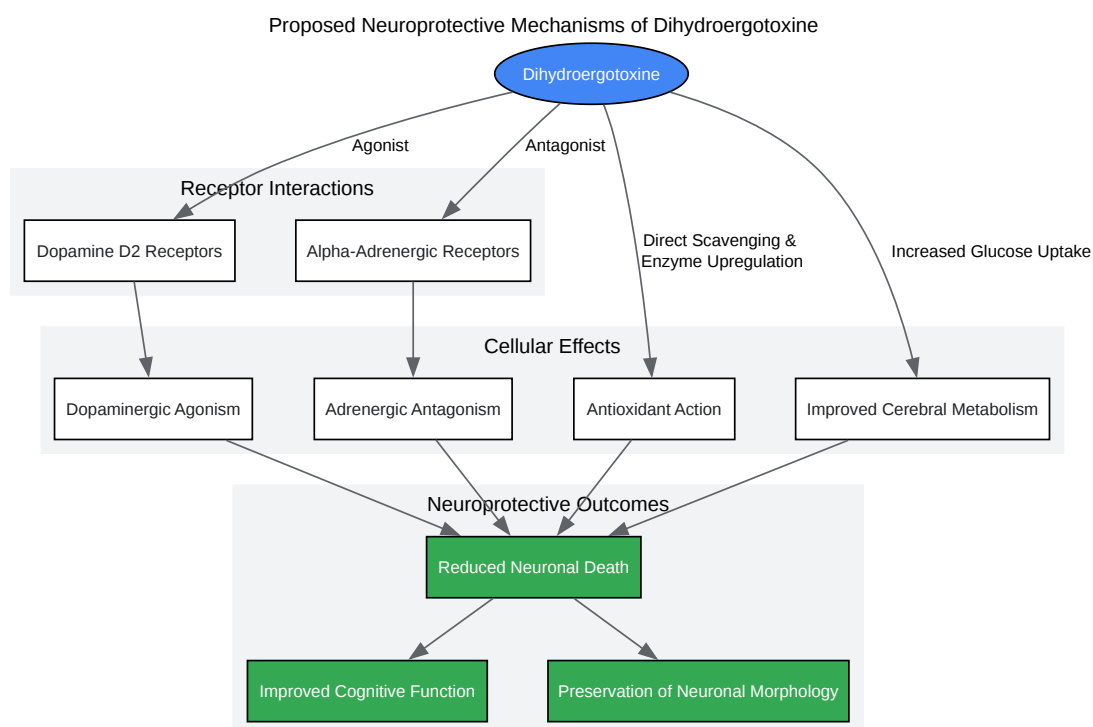 Proposed Neuroprotective Mechanisms of Dihydroergotoxine
Dihydroergotoxine
Agonist
Antagonist
Receptor Interactions
Dopamine D2 Receptors
Alpha-Adrenergic Receptors
Direct Scavenging &
Enzyme Upregulation
Increased Glucose Uptake
Cellular Effects
Dopaminergic Agonism
Adrenergic Antagonism
Antioxidant Action
Improved Cerebral Metabolism
Neuroprotective Outcomes
Reduced Neuronal Death
Improved Cognitive Function
Preservation of Neuronal Morphology